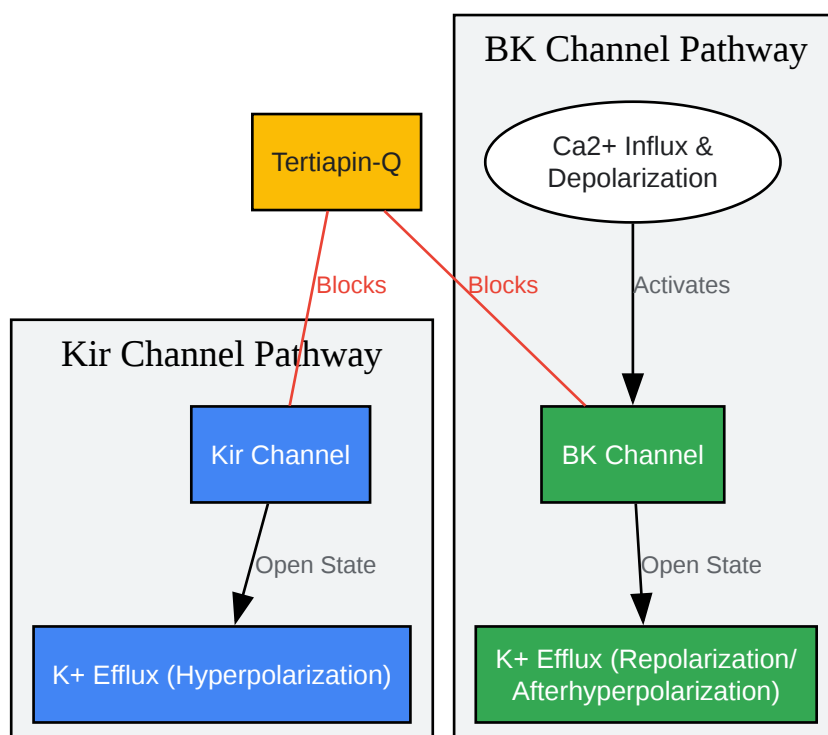 BK Channel Pathway
Tertiapin-Q
Ca2+ Influx &
Depolarization
Blocks
Blocks
Activates
Kir Channel Pathway
Kir Channel
BK Channel
Open State
Open State
K+ Efflux (Hyperpolarization)
K+ Efflux (Repolarization/
Afterhyperpolarization)